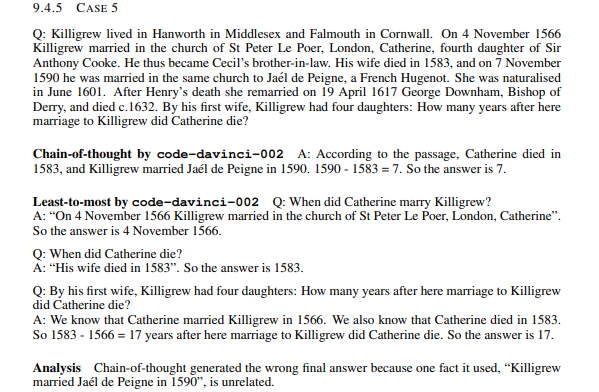 9.4.5 CASE 5
Q: Killigrew lived in Hanworth in Middlesex and Falmouth in Cornwall. On 4 November 1566
Killigrew married in the church of St Peter Le Poer, London, Catherine, fourth daughter of Sir
Anthony Cooke. He thus became Cecil's brother-in-law. His wife died in 1583, and on 7 November
1590 he was married in the same church to Jaél de Peigne, a French Hugenot. She was naturalised
in June 1601. After Henry's death she remarried on 19 April 1617 George Downham, Bishop of
Derry, and died c.1632. By his first wife, Killigrew had four daughters: How many years after here
marriage to Killigrew did Catherine die?
Chain-of-thought by code-davinci-002 A: According to the passage, Catherine died in
1583, and Killigrew married Jaél de Peigne in 1590. 1590 - 1583 = 7. So the answer is 7.
Least-to-most by code-davinci-002 Q: When did Catherine marry Killigrew?
A: “On 4 November 1566 Killigrew married in the church of St Peter Le Poer, London, Catherine”.
So the answer is 4 November 1566.
Q: When did Catherine die?
A: “His wife died in 1583”. So the answer is 1583.
Q: By his first wife, Killigrew had four daughters: How many years after here marriage to Killigrew
did Catherine die?
A: We know that Catherine married Killigrew in 1566. We also know that Catherine died in 1583.
So 1583 - 1566 = 17 years after here marriage to Killigrew did Catherine die. So the answer is 17.
Analysis Chain-of-thought generated the wrong final answer because one fact it used, “Killigrew
married Jaél de Peigne in 1590”, is unrelated.